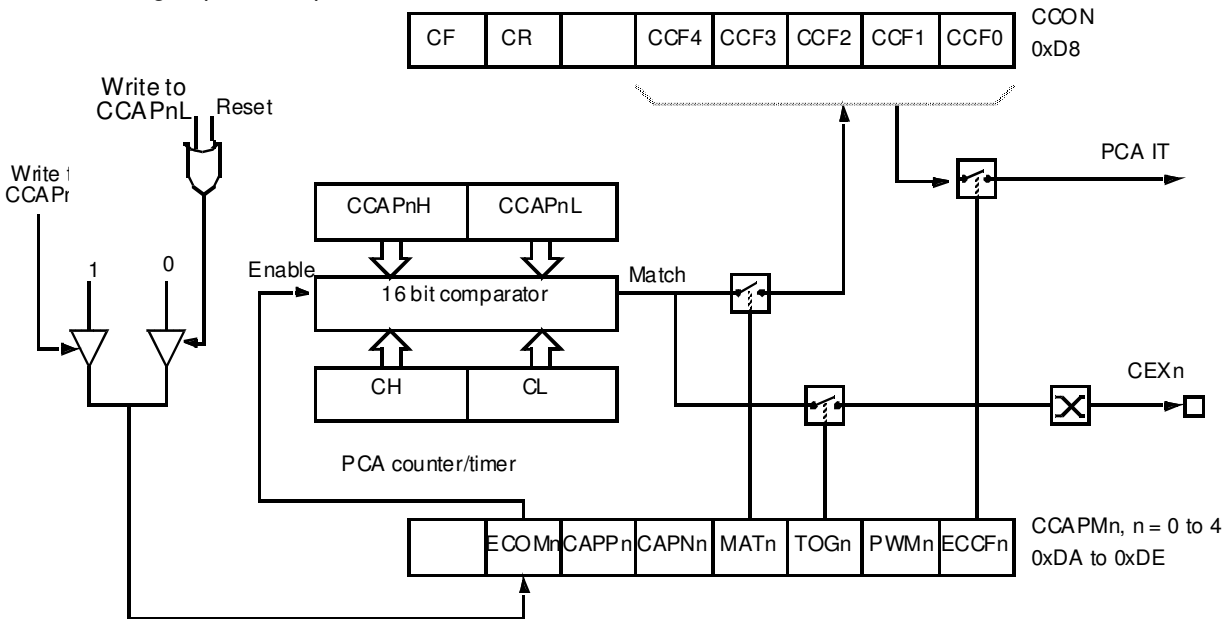 CF CR CCF4 CCF3 CCF2 CCF1 CCF0
CCON
0xD8
Write to
CCAPnL
Reset
Write
PCA IT
CCAPnH CCAPnL
1 0
Enable
16 bit comparator
Match
CH CL
CEXn
PCA counter/timer
ECOMn CAPPn CAPNn MATn TOGn PWMn ECCFn
CCAPMn, n = 0 to 4
0xDA to 0xDE